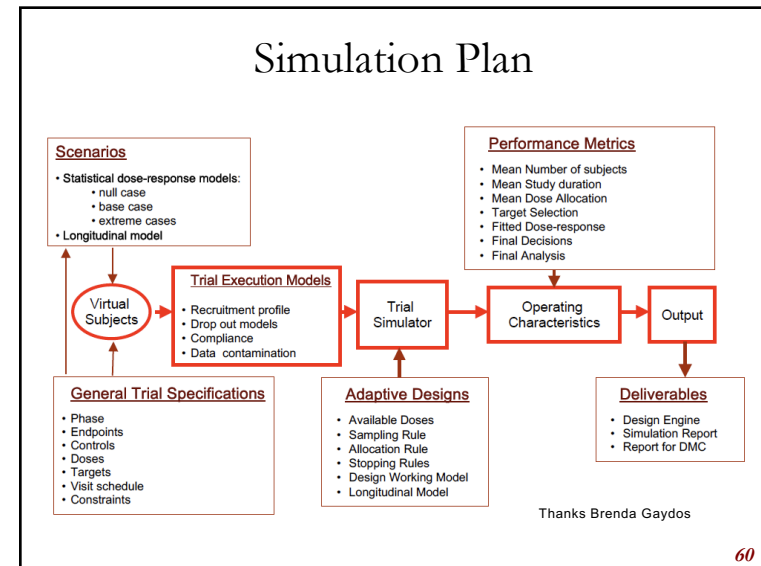 Simulation Plan
Scenarios
• Statistical dose-response models:
• null case
• base case
• extreme cases
• Longitudinal model
Performance Metrics
• Mean Number of subjects
• Mean Study duration
• Mean Dose Allocation
• Target Selection
• Fitted Dose-response
• Final Decisions
• Final Analysis
Virtual
Subjects
Trial Execution Models
• Recruitment profile
• Drop out models
• Compliance
• Data contamination
Trial
Simulator
Operating
Characteristics
Output
General Trial Specifications
• Phase
• Endpoints
• Controls
• Doses
• Targets
• Visit schedule
• Constraints
Adaptive Designs
• Available Doses
• Sampling Rule
• Allocation Rule
• Stopping Rules
• Design Working Model
• Longitudinal Model
Deliverables
• Design Engine
• Simulation Report
• Report for DMC
Thanks Brenda Gaydos
60